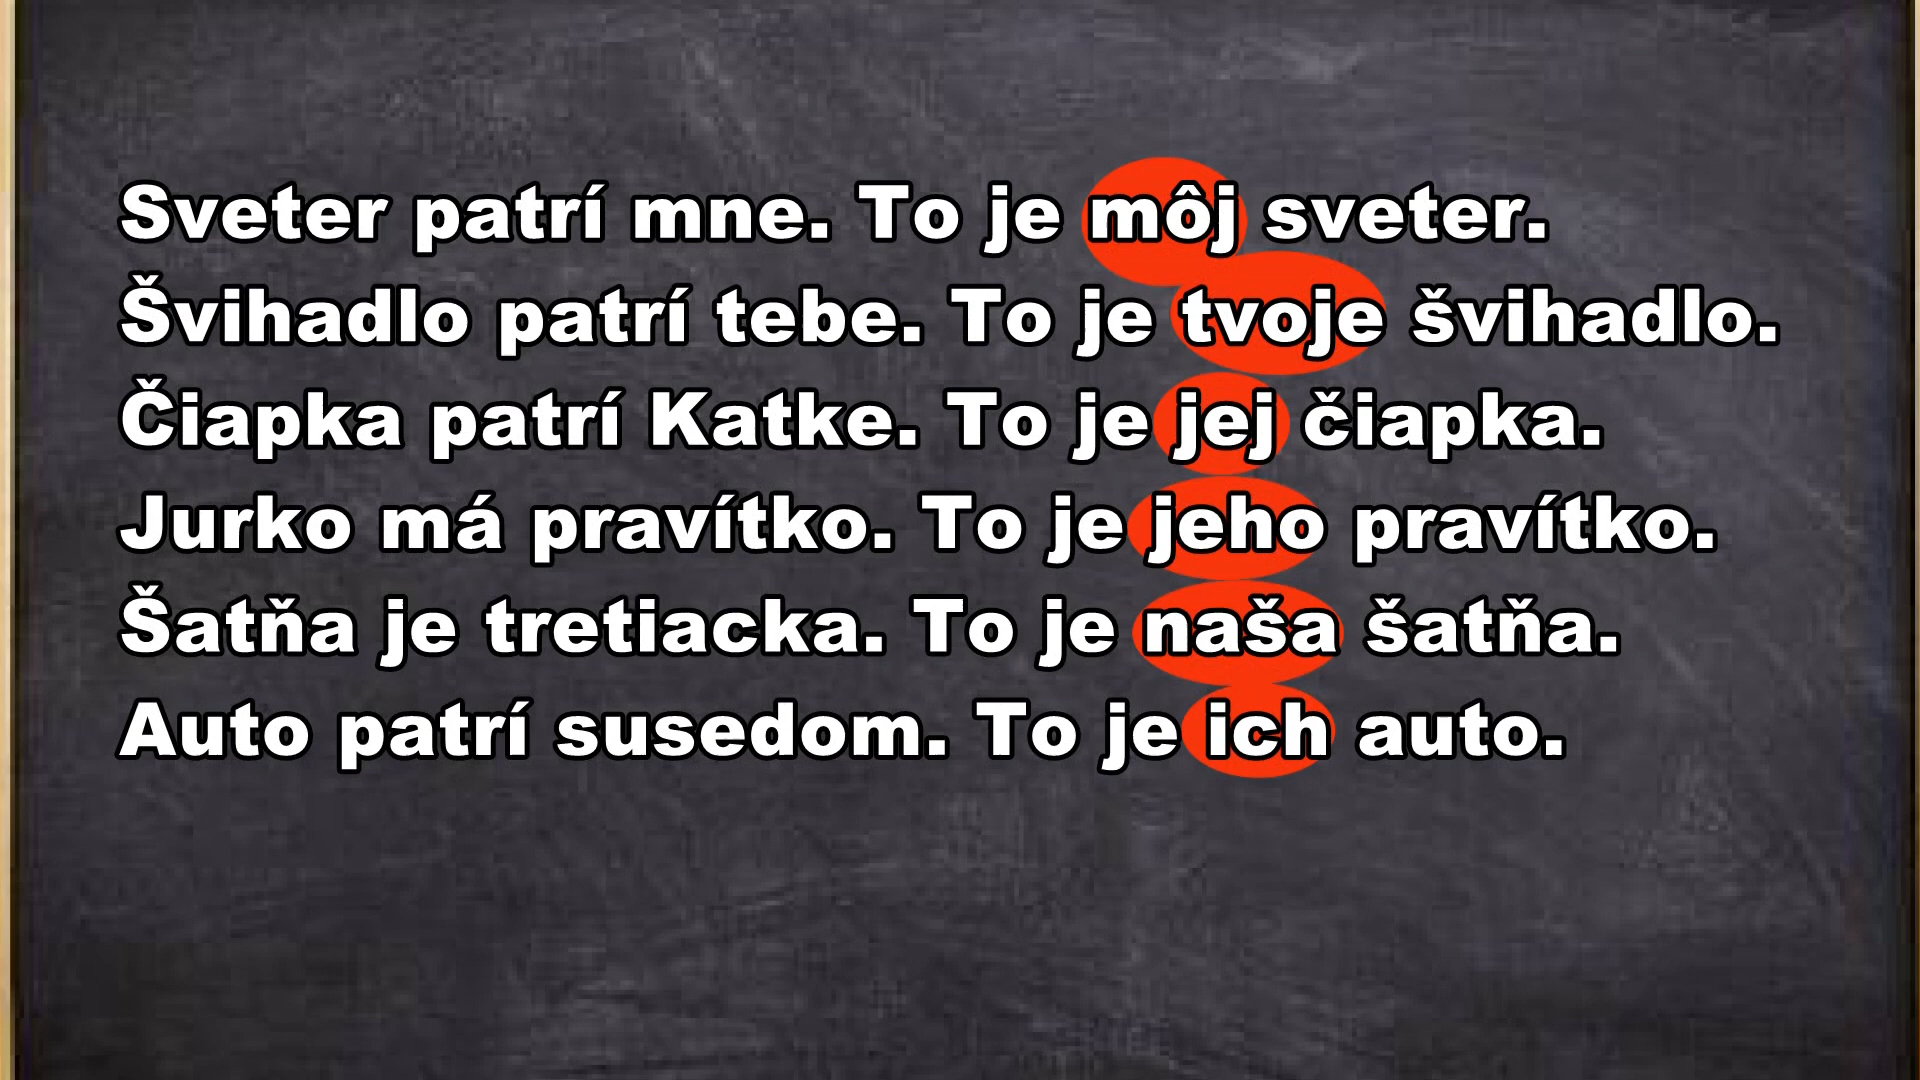 Sveter patrí mne. To je môj sveter.
Švihadlo patrí tebe. To je tvoje švihadlo.
Čiapka patrí Katke. To je jej čiapka.
Jurko má pravítko. To je jeho pravítko.
Šatňa je tretiacka. To je naša šatňa.
Auto patrí susedom. To je ich auto.